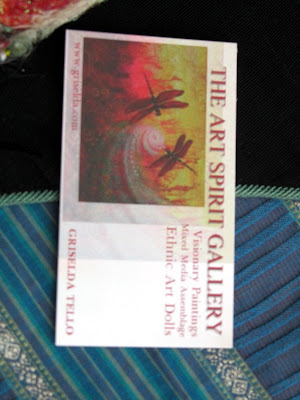 THE ART SPIRIT GALLERY
Visionary Paintings
Mixed Media Assemblage
Ethnic Art Dolls
www.griselda.com
GRISELDA TELLO